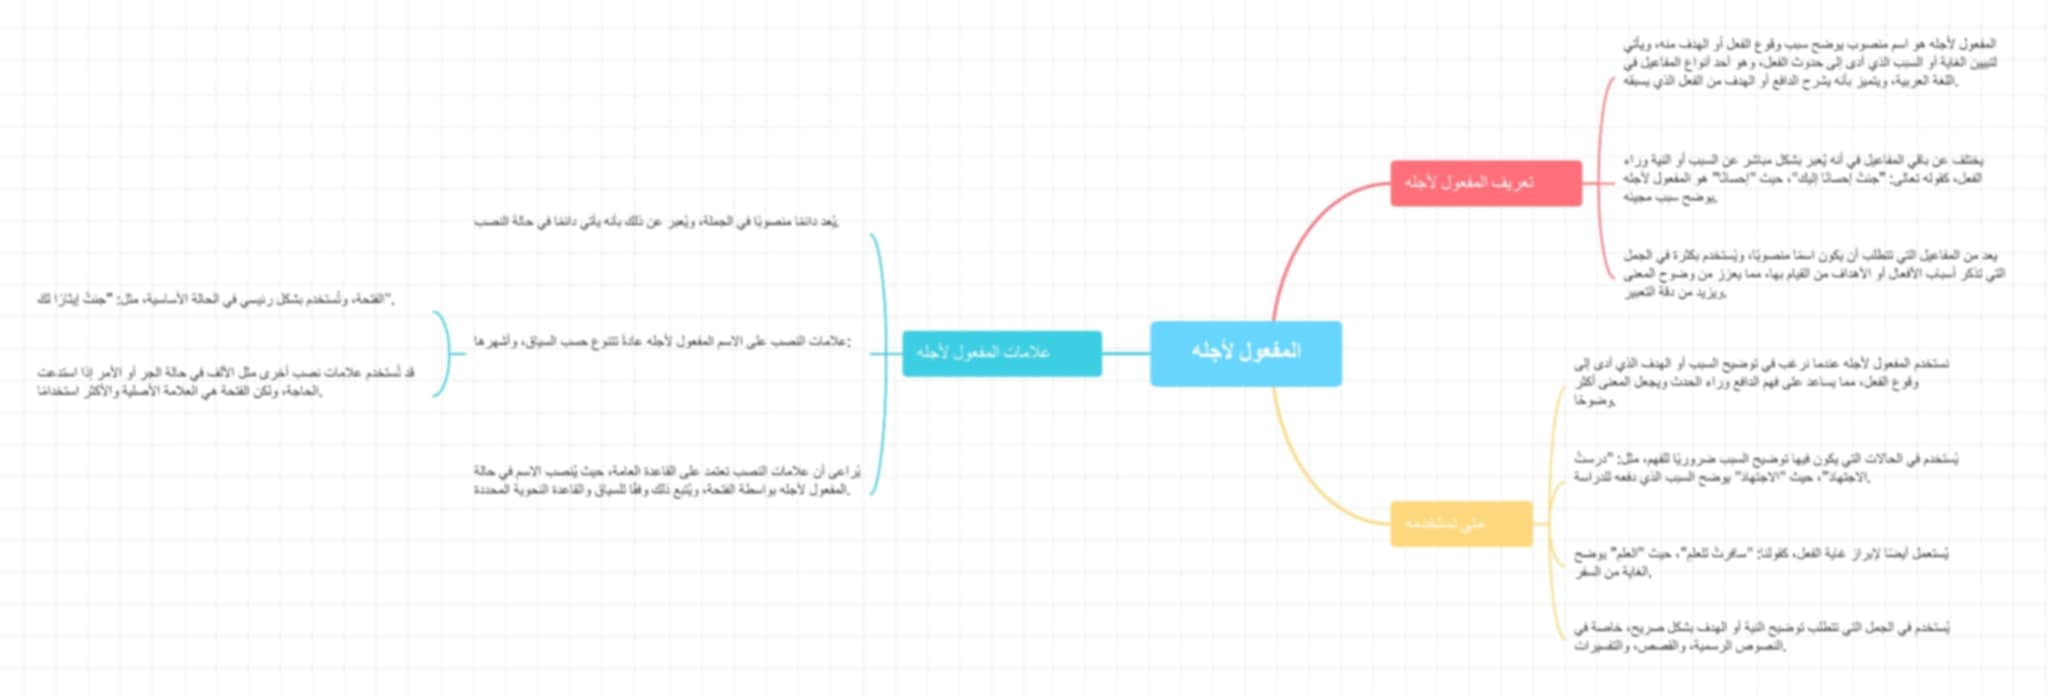 المفعول لأجله
تعريف المفعول لأجله
المفعول لأجله هو اسم منصوب يوضح سبب وقوع الفعل أو الهدف منه، ويأتي
لتبيين الغاية أو السبب الذي أدى إلى حدوث الفعل، وهو أحد أنواع المفاعيل في
اللغة العربية، ويتميز بأنه يشرح الدافع أو الهدف من الفعل الذي يسبقه.
يختلف عن باقي المفاعيل في أنه يُعبر بشكل مباشر عن السبب أو النية وراء
الفعل، كقوله تعالى: "جئتُ إحسانًا إليك"، حيث "إحسانًا" هو المفعول لأجله
يوضح سبب مجيئه.
يعد من المفاعيل التي تتطلب أن يكون اسمًا منصوبًا، ويُستخدم بكثرة في الجمل
التي تذكر أسباب الأفعال أو الأهداف من القيام بها، مما يعزز من وضوح المعنى
ويزيد من دقة التعبير.
متى نستخدمه
نستخدم المفعول لأجله عندما نرغب في توضيح السبب أو الهدف الذي أدى إلى
وقوع الفعل، مما يساعد على فهم الدافع وراء الحدث ويجعل المعنى أكثر
وضوحًا.
يُستخدم في الحالات التي يكون فيها توضيح السبب ضروريًا للفهم، مثل: "درستُ
الاجتهاد"، حيث "الاجتهاد" يوضح السبب الذي دفعه للدراسة.
يُستعمل أيضًا لإبراز غاية الفعل، كقولنا: "سافرتُ للعلم"، حيث "العلم" يوضح
الغاية من السفر.
يُستخدم في الجمل التي تتطلب توضيح النية أو الهدف بشكل صريح، خاصة في
النصوص الرسمية، والقصص، والتفسيرات.
علامات المفعول لأجله
يُعد دائمًا منصوبًا في الجملة، ويُعبر عن ذلك بأنه يأتي دائمًا في حالة النصب.
علامات النصب على الاسم المفعول لأجله عادةً تتنوع حسب السياق، وأشهرها:
الفتحة، وتُستخدم بشكل رئيسي في الحالة الأساسية، مثل: "جئتُ إيثارًا لك".
قد تُستخدم علامات نصب أخرى مثل الألف في حالة الجر أو الأمر إذا استدعت
الحاجة، ولكن الفتحة هي العلامة الأصلية والأكثر استخدامًا.
يُراعى أن علامات النصب تعتمد على القاعدة العامة، حيث يُنصب الاسم في حالة
المفعول لأجله بواسطة الفتحة، ويُتبع ذلك وفقًا للسياق والقاعدة النحوية المحددة.